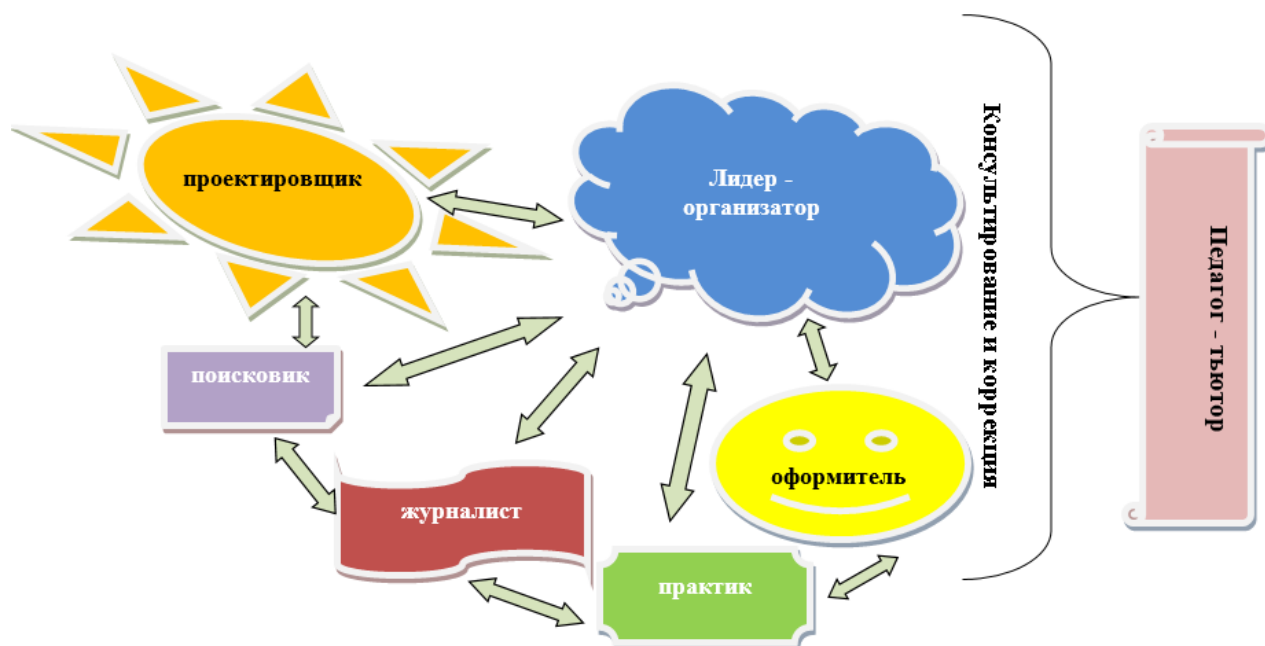 проектировщик
Лидер -
организатор
поисковик
журналист
практик
оформитель
Консультирование и коррекция
Педагог - тьютор